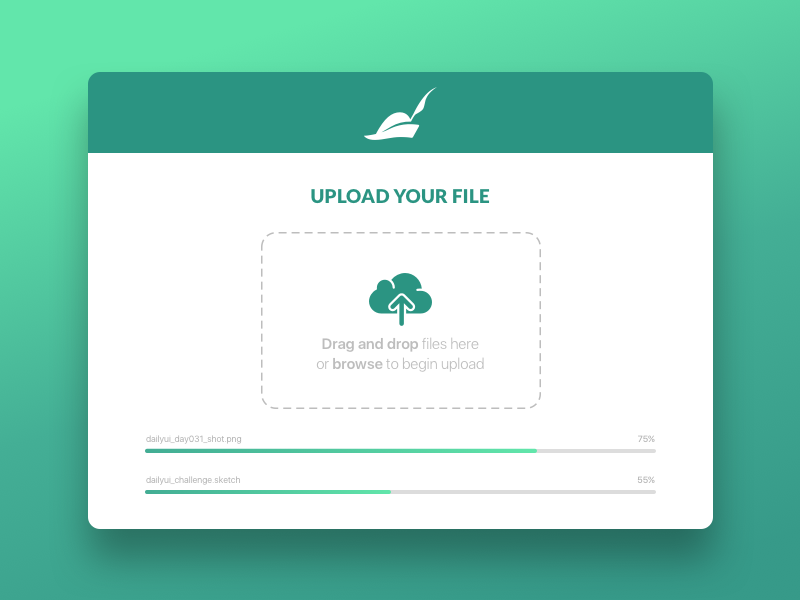 UPLOAD YOUR FILE
Drag and drop files here
or browse to begin upload
dailyui_day031_shot.png 75%
dailyui_challenge.sketch 55%